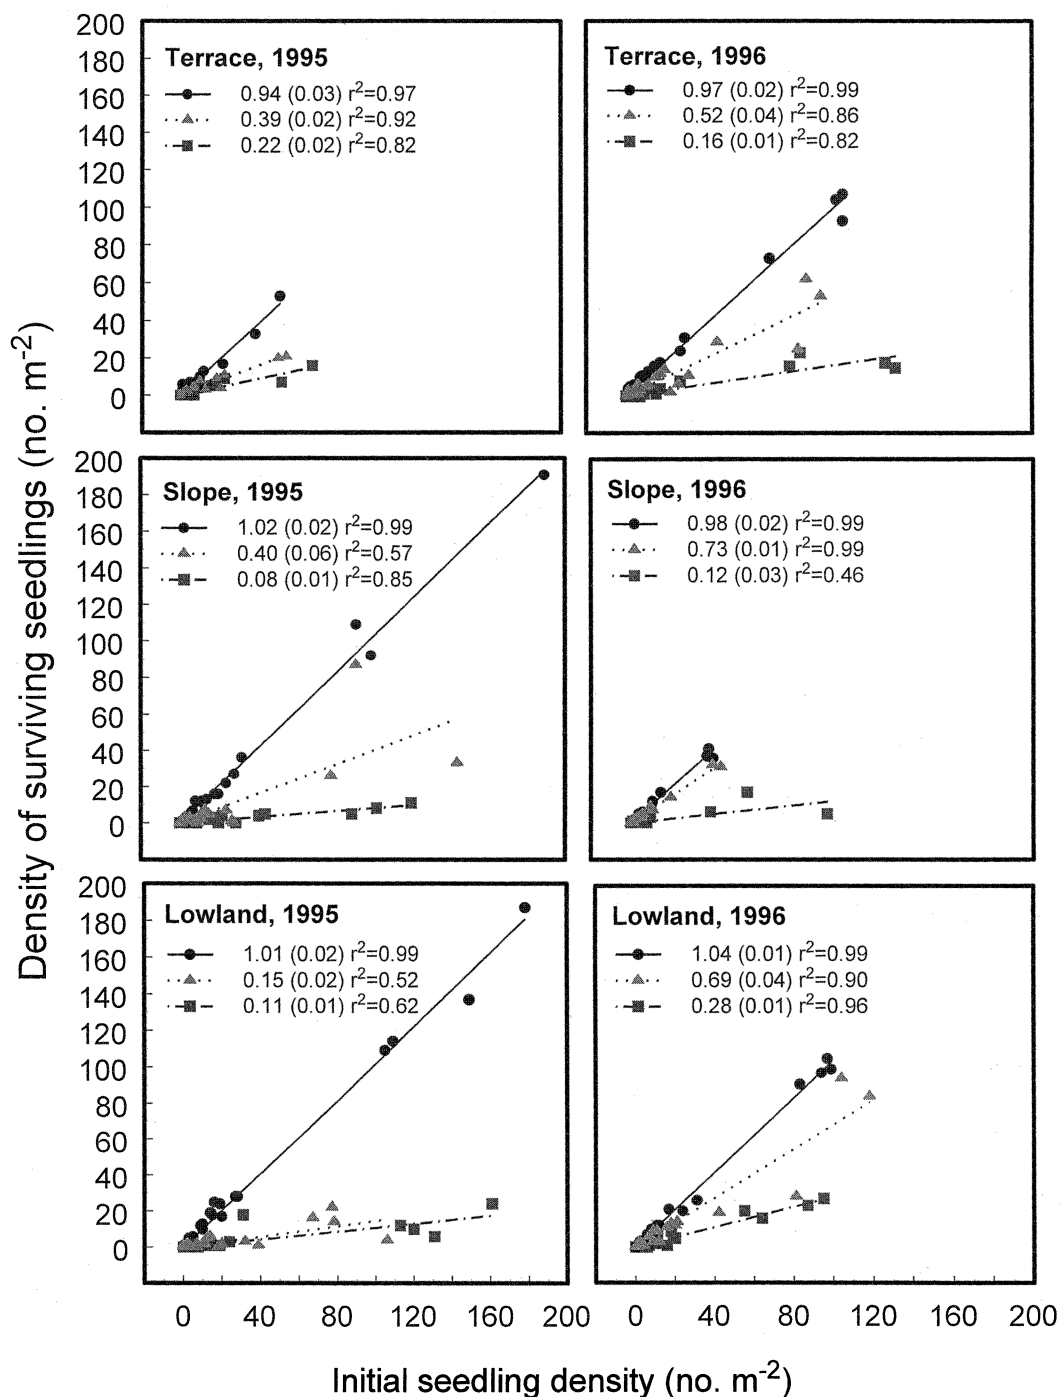 Density of surviving seedlings (no. m⁻²)
200
180
160
140
120
100
80
60
40
20
0
Terrace, 1995
0.94 (0.03) r²=0.97
0.39 (0.02) r²=0.92
0.22 (0.02) r²=0.82
Terrace, 1996
0.97 (0.02) r²=0.99
0.52 (0.04) r²=0.86
0.16 (0.01) r²=0.82
200
180
160
140
120
100
80
60
40
20
0
Slope, 1995
1.02 (0.02) r²=0.99
0.40 (0.06) r²=0.57
0.08 (0.01) r²=0.85
Slope, 1996
0.98 (0.02) r²=0.99
0.73 (0.01) r²=0.99
0.12 (0.03) r²=0.46
200
180
160
140
120
100
80
60
40
20
0
Lowland, 1995
1.01 (0.02) r²=0.99
0.15 (0.02) r²=0.52
0.11 (0.01) r²=0.62
Lowland, 1996
1.04 (0.01) r²=0.99
0.69 (0.04) r²=0.90
0.28 (0.01) r²=0.96
0 40 80 120 160 200 0 40 80 120 160 200
Initial seedling density (no. m⁻²)